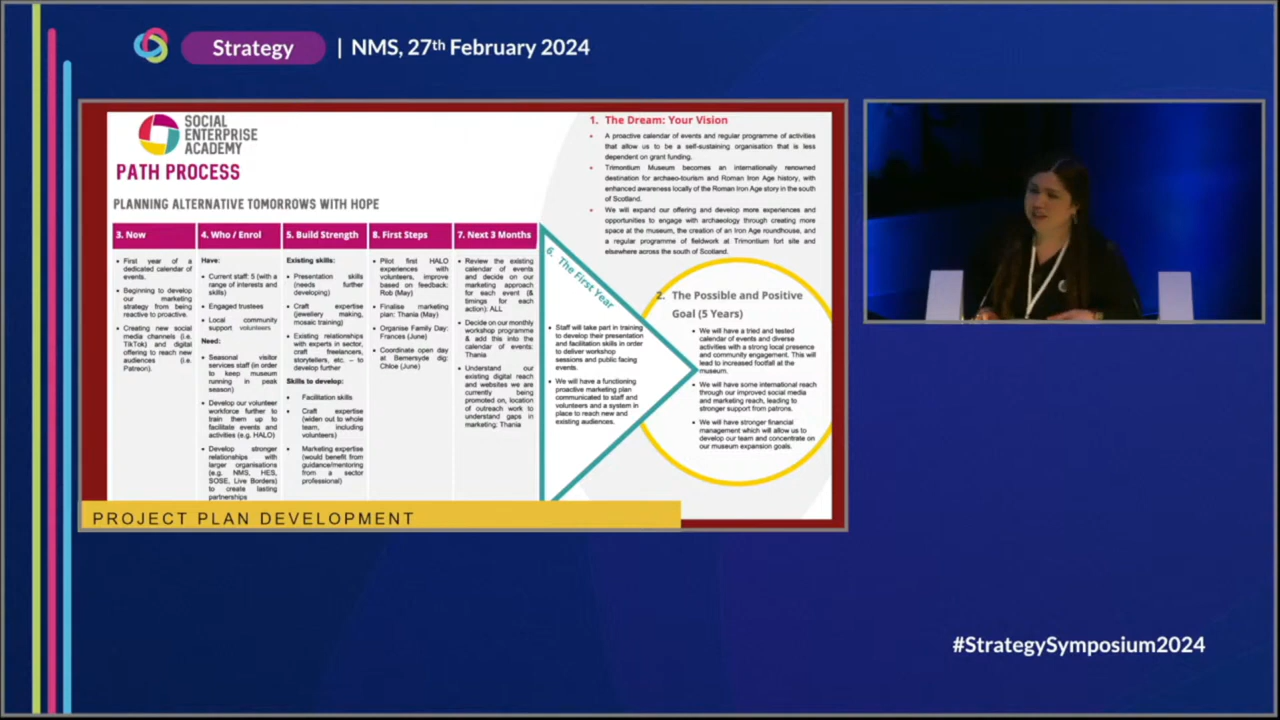 Strategy | NMS, 27th February 2024
SOCIAL
ENTERPRISE
ACADEMY
PATH PROCESS
PLANNING ALTERNATIVE TOMORROWS WITH HOPE
3. Now
• First year of a
dedicated calendar of
events.
• Beginning to develop
our marketing
strategy from being
reactive to proactive.
• Creating new social
media channels (i.e.
TikTok) and digital
offering to reach new
audiences (i.e.
Patreon).
4. Who / Enrol
Have:
• Current staff: 5 (with a
range of interests and
skills)
• Engaged trustees
• Local community
support volunteers
Need:
• Seasonal visitor
services staff (in order
to keep museum
running in peak
season)
• Develop our volunteer
workforce further to
train them up to
facilitate events and
activities (e.g. HALO)
• Develop stronger
relationships with
larger organisations
(e.g. NMS, HES,
SOSE, Live Borders)
to create lasting
partnerships
5. Build Strength
Existing skills:
• Presentation skills
(needs further
developing)
• Craft expertise
(jewellery making,
mosaic training)
• Existing relationships
with experts in sector,
craft freelancers,
storytellers, etc. – to
develop further
Skills to develop:
• Facilitation skills
• Craft expertise
(widen out to whole
team, including
volunteers)
• Marketing expertise
(would benefit from
guidance/mentoring
from a sector
professional)
8. First Steps
• Pilot first HALO
experiences with
volunteers, improve
based on feedback:
Rob (May)
• Finalise marketing
plan: Thania (May)
• Organise Family Day:
Frances (June)
• Coordinate open day
at Bemersyde dig:
Chloe (June)
7. Next 3 Months
• Review the existing
calendar of events
and decide on our
marketing approach
for each event (&
timings for each
action): ALL
• Decide on our monthly
workshop programme
& add this into the
calendar of events:
Thania
• Understand our
existing digital reach
and websites we are
currently being
promoted on, location
of outreach work to
understand gaps in
marketing: Thania
6. The First Year
• Staff will take part in training
to develop their presentation
and facilitation skills in order
to deliver workshop
sessions and public facing
events.
• We will have a functioning
proactive marketing plan
communicated to staff and
volunteers and a system in
place to reach new and
existing audiences.
1. The Dream: Your Vision
• A proactive calendar of events and regular programme of activities
that allow us to be a self-sustaining organisation that is less
dependent on grant funding.
• Trimontium Museum becomes an internationally renowned
destination for archaeo-tourism and Roman Iron Age history, with
enhanced awareness locally of the Roman Iron Age story in the south
of Scotland.
• We will expand our offering and develop more experiences and
opportunities to engage with archaeology through creating more
space at the museum, the creation of an Iron Age roundhouse, and
a regular programme of fieldwork at Trimontium fort site and
elsewhere across the south of Scotland.
2. The Possible and Positive
Goal (5 Years)
• We will have a tried and tested
calendar of events and diverse
activities with a strong local presence
and community engagement. This will
lead to increased footfall at the
museum.
• We will have some international reach
through our improved social media
and marketing reach, leading to
stronger support from patrons.
• We will have stronger financial
management which will allow us to
develop our team and concentrate on
our museum expansion goals.
PROJECT PLAN DEVELOPMENT
#StrategySymposium2024